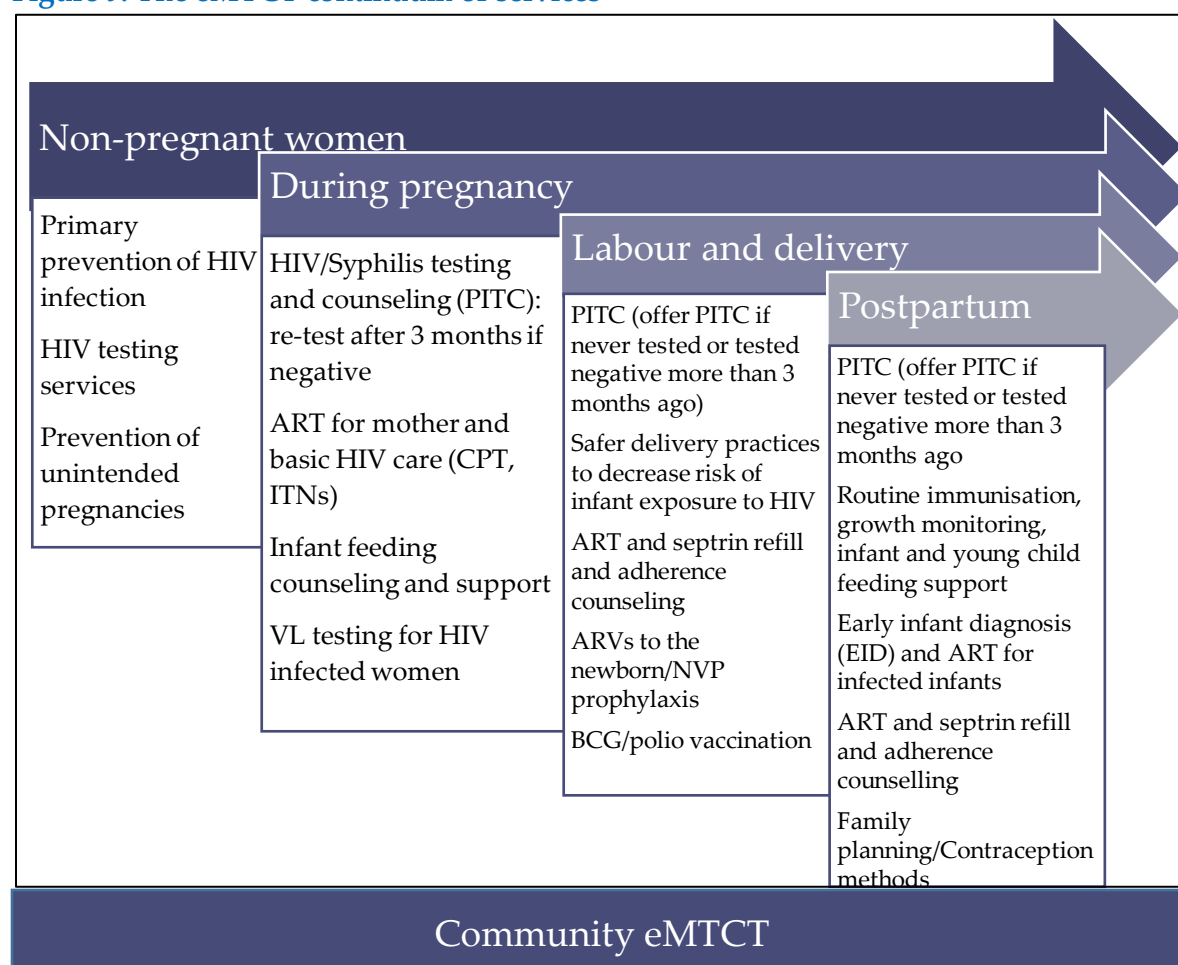 Figure The eMTCT continuum of services
Non-pregnant women
Primary
prevention of HIV
infection
HIV testing
services
Prevention of
unintended
pregnancies
During pregnancy
HIV/Syphilis testing
and counseling (PITC):
re-test after 3 months if
negative
ART for mother and
basic HIV care (CPT,
ITNs)
Infant feeding
counseling and support
VL testing for HIV
infected women
Labour and delivery
PITC (offer PITC if
never tested or tested
negative more than 3
months ago)
Safer delivery practices
to decrease risk of
infant exposure to HIV
ART and septrin refill
and adherence
counseling
ARVs to the
newborn/NVP
prophylaxis
BCG/polio vaccination
Postpartum
PITC (offer PITC if
never tested or tested
negative more than 3
months ago
Routine immunisation,
growth monitoring,
infant and young child
feeding support
Early infant diagnosis
(EID) and ART for
infected infants
ART and septrin refill
and adherence
counselling
Family
planning/Contraception
methods
Community eMTCT